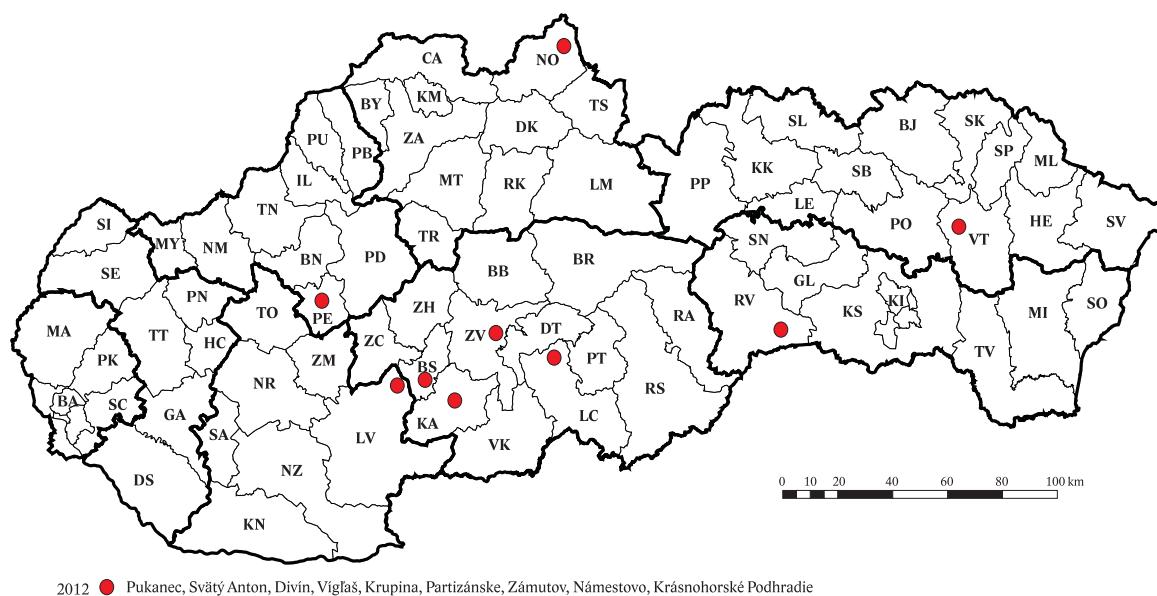 CA
NO
KM
BY
TS
PU
DK
ZA
PB
IL
MT
RK
LM
SL
BJ
SK
SP
ML
KK
SB
PP
LE
PO
VT
HE
SV
TN
SI
MY
NM
TR
SE
BN
PD
BB
BR
SN
GL
PN
ZH
RV
KI
KS
MI
SO
TO
PE
MA
TT
HC
ZC
ZV
DT
RA
PK
ZM
BS
PT
TV
NR
RS
BA
SC
GA
KA
LC
SA
LV
VK
NZ
DS
KN
0 20 40 60 80 100 km
2012 Pukanec, Svätý Anton, Divín, Vígľaš, Krupina, Partizánske, Zámutov, Námestovo, Krásnohorské Podhradie